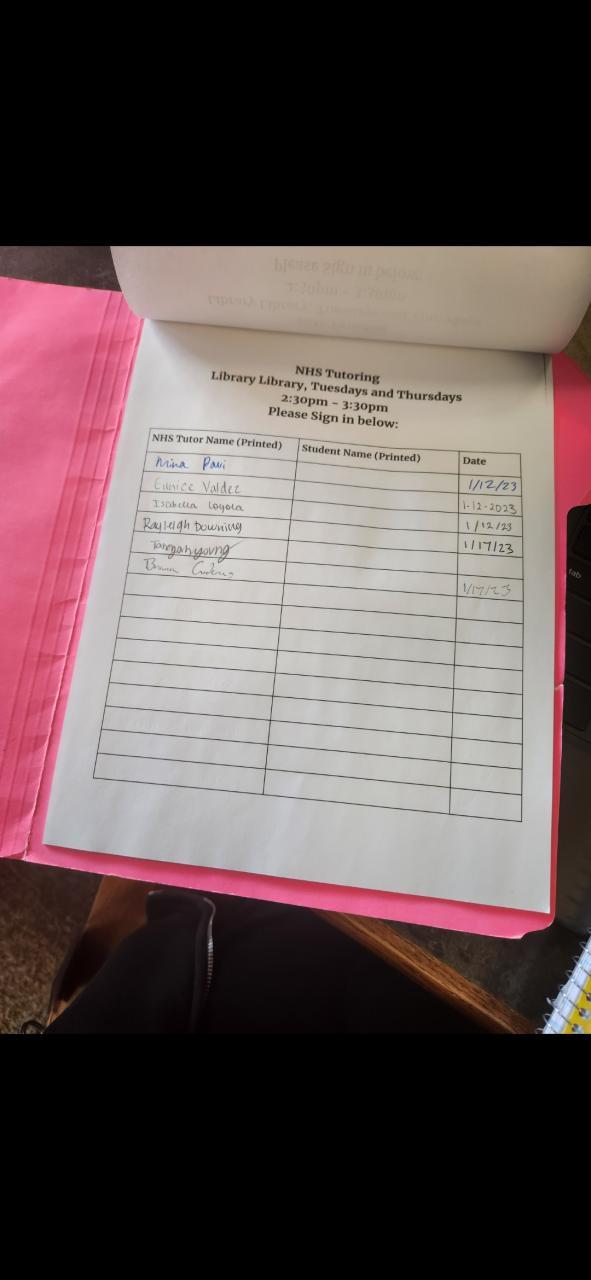 NHS Tutoring
Library Library, Tuesdays and Thursdays
2:30pm - 3:30pm
Please Sign in below:
NHS Tutor Name (Printed) Student Name (Printed) Date
Nina 1/12/23
Eunice Valdez 1-12-2023
Isabella Loyola 1/12/23
Rayleigh Downing 1/17/23
1/17/23
tab